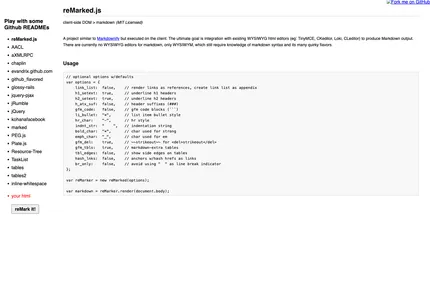 Fork me on GitHub
Play with some
Github READMEs
reMarked.js
AACL
aXMLRPC
chaplin
evandrix.github.com
github_flavored
glossy-rails
jquery-pjax
jRumble
jQuery
kohanafacebook
marked
PEG.js
Plate.js
Resource-Tree
TaskList
tables
tables2
inline-whitespace
your html
reMark It!
reMarked.js
client-side DOM > markdown (MIT Licensed)
A project similar to Markdownify but executed on the client. The ultimate goal is integration with existing WYSIWYG html editors (eg: TinyMCE, CKeditor, Loki, CLeditor) to produce Markdown output.
There are currently no WYSIWYG editors for markdown, only WYSIWYM, which still require knowledge of markdown syntax and its many quirky flavors
Usage
// optional options w/defaults
var options = {
link_list: false, // render links as references, create link list as appendix
h1_setext: true, // underline h1 headers
h2_setext: true, // underline h2 headers
h_atx_suf: false, // header suffixes (###)
gfm_code: false, // gfm code blocks (```)
li_bullet: "*", // list item bullet style
hr_char: "-", // hr style
indnt_str: " ", // indentation string
bold_char: "*", // char used for strong
emph_char: "_", // char used for em
gfm_del: true, // ~~strikeout~~ for <del>strikeout</del>
gfm_tbls: true, // markdown-extra tables
tbl_edges: false, // show side edges on tables
hash_lnks: false, // anchors w/hash hrefs as links
br_only: false, // avoid using "  " as line break indicator
};
var reMarker = new reMarked(options);
var markdown = reMarker.render(document.body);